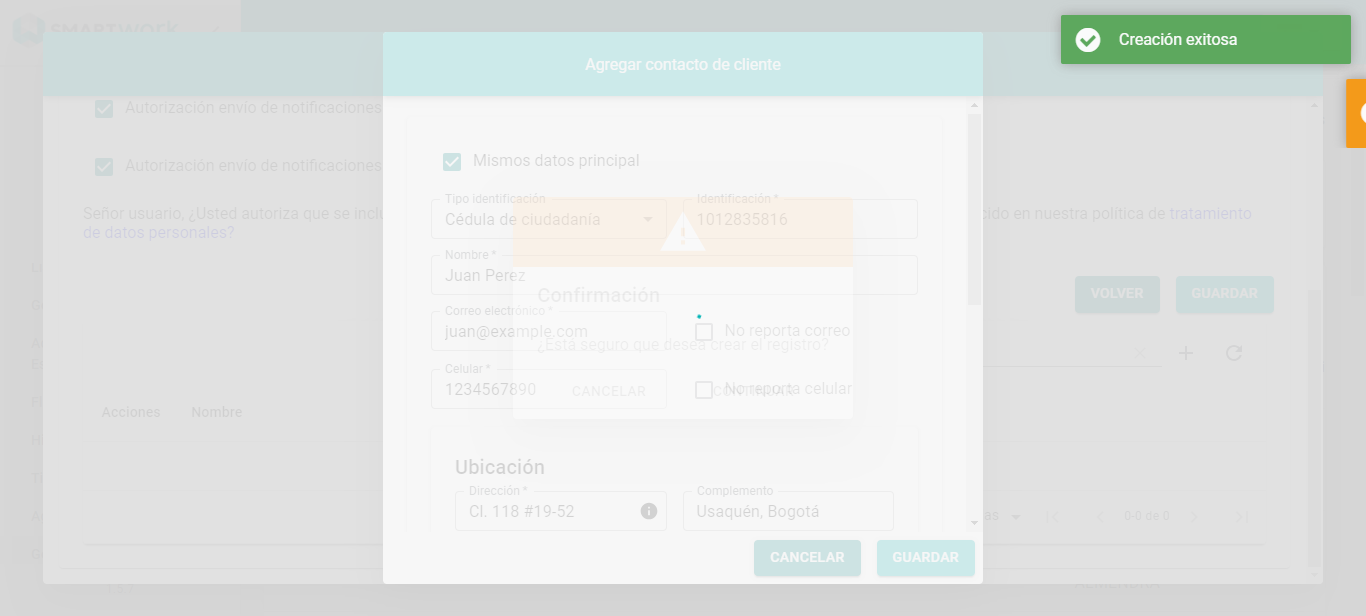 SMARTWORK
Creación exitosa
Agregar contacto de cliente
Autorización envío de notificaciones
Autorización envío de notificaciones
Señor usuario, ¿Usted autoriza que se inclu
cido en nuestra política de tratamiento
de datos personales?
Mismos datos principal
Tipo identificación
Cédula de ciudadanía
Identificación *
1012835816
Nombre *
Juan Perez
Confirmación
¿Está seguro que desea crear el registro?
CANCELAR
CONTINUAR
Correo electrónico *
juan@example.com
No reporta correo
Celular *
1234567890
No reporta celular
VOLVER
GUARDAR
Acciones
Nombre
Ubicación
Dirección *
Cl. 118 #19-52
Complemento
Usaquén, Bogotá
0-0 de 0
CANCELAR
GUARDAR